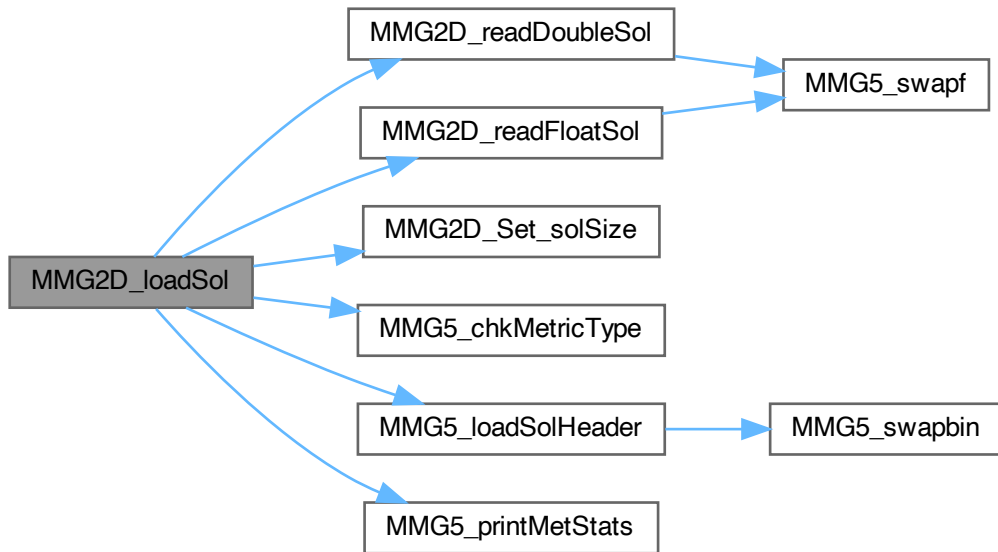 MMG2D_loadSol
MMG2D_readDoubleSol
MMG2D_readFloatSol
MMG5_swapf
MMG2D_Set_solSize
MMG5_chkMetricType
MMG5_loadSolHeader
MMG5_swapbin
MMG5_printMetStats